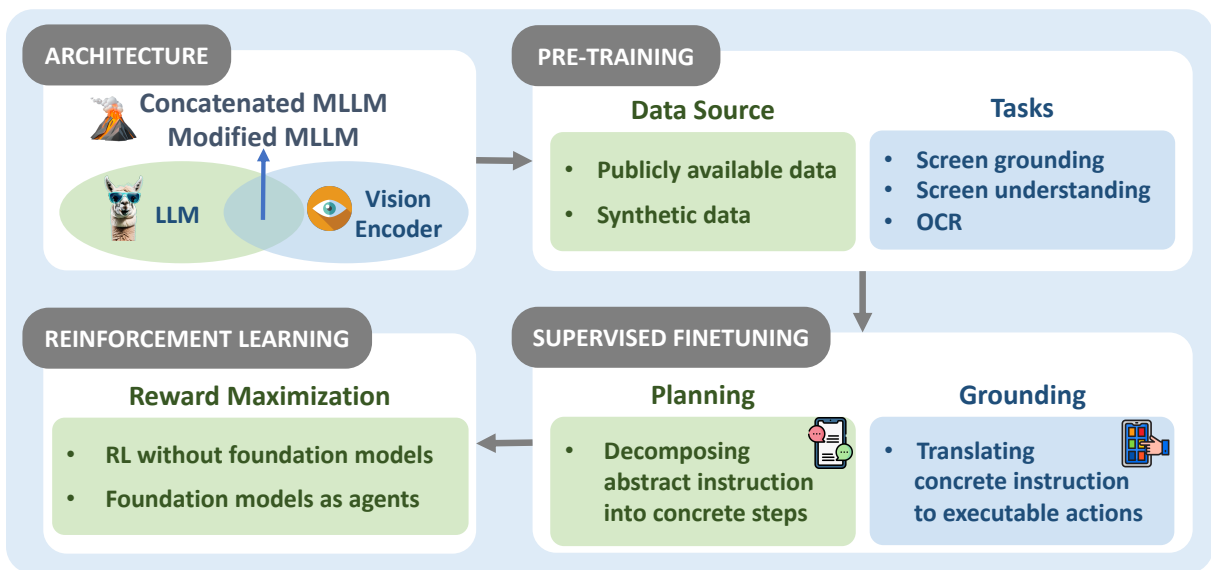 ARCHITECTURE
Concatenated MLLM
Modified MLLM
LLM
Vision
Encoder
PRE-TRAINING
Data Source
• Publicly available data
• Synthetic data
Tasks
• Screen grounding
• Screen understanding
• OCR
REINFORCEMENT LEARNING
Reward Maximization
• RL without foundation models
• Foundation models as agents
SUPERVISED FINETUNING
Planning
• Decomposing
abstract instruction
into concrete steps
Grounding
• Translating
concrete instruction
to executable actions